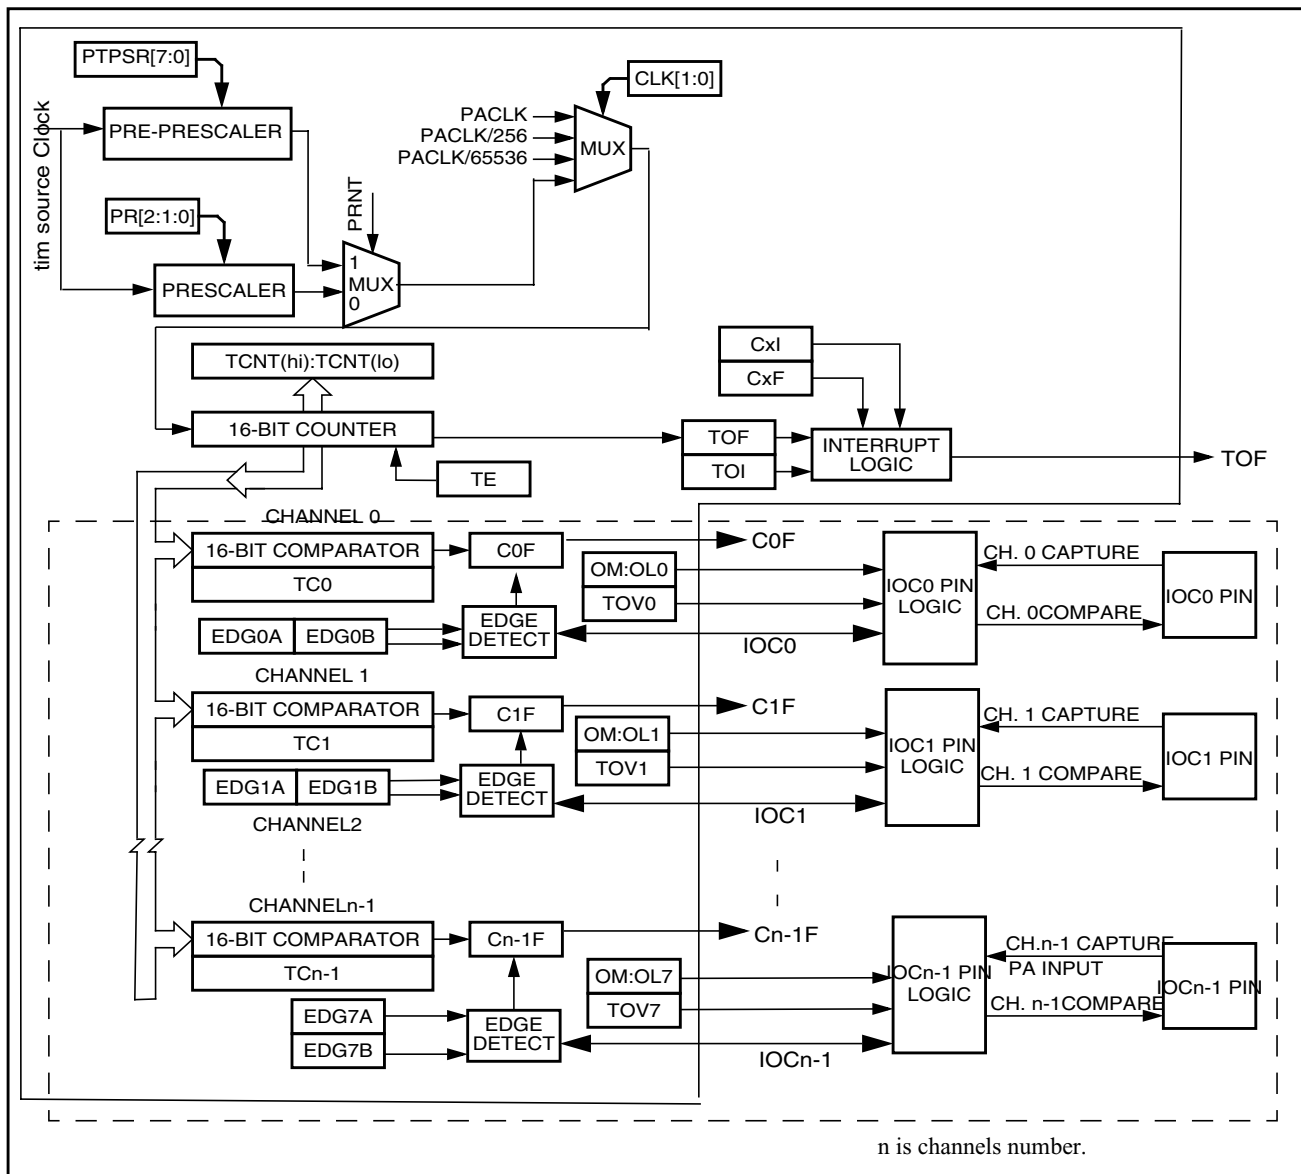 PTPSR[7:0]
CLK[1:0]
tim source Clock
PRE-PRESCALER
PACLK
PACLK/256
PACLK/65536
MUX
PR[2:1:0]
PRNT
PRESCALER
1
MUX
0
TCNT(hi):TCNT(lo)
CxI
CxF
16-BIT COUNTER
TOF
TOI
INTERRUPT
LOGIC
TOF
TE
CHANNEL 0
16-BIT COMPARATOR
TC0
C0F
C0F
OM:OL0
TOV0
IOC0 PIN
LOGIC
CH. 0 CAPTURE
CH. 0COMPARE
IOC0 PIN
EDG0A
EDG0B
EDGE
DETECT
IOC0
CHANNEL 1
16-BIT COMPARATOR
TC1
C1F
C1F
OM:OL1
TOV1
IOC1 PIN
LOGIC
CH. 1 CAPTURE
CH. 1 COMPARE
IOC1 PIN
EDG1A
EDG1B
EDGE
DETECT
IOC1
CHANNEL2
CHANNELn-1
16-BIT COMPARATOR
TCn-1
Cn-1F
Cn-1F
OM:OL7
TOV7
IOCn-1 PIN
LOGIC
CH.n-1 CAPTURE
PA INPUT
CH. n-1COMPARE
IOCn-1 PIN
EDG7A
EDG7B
EDGE
DETECT
IOCn-1
n is channels number.